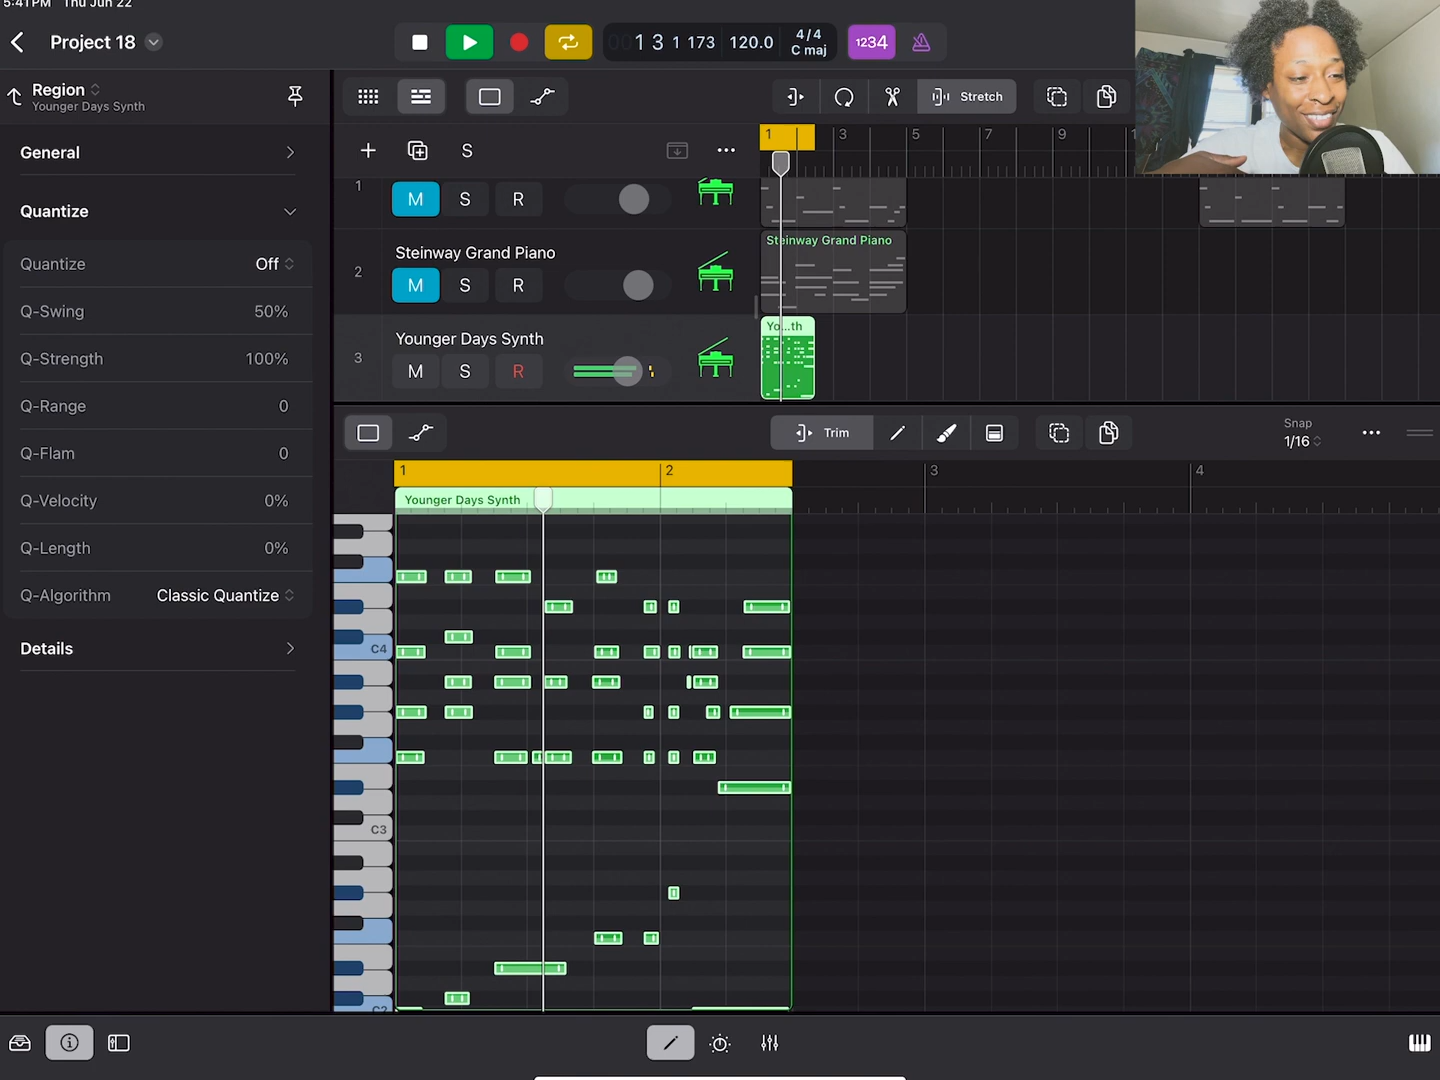 5:41 PM Thu Jun 22
Project 18
001 3 1 173 120.0 4/4 C maj
1234
Region
Younger Days Synth
General
Quantize
Quantize Off
Q-Swing 50%
Q-Strength 100%
Q-Range 0
Q-Flam 0
Q-Velocity 0%
Q-Length 0%
Q-Algorithm Classic Quantize
Details
Stretch
S
1 3 5 7 9
1
M S R
2 Steinway Grand Piano
M S R
Steinway Grand Piano
3 Younger Days Synth
M S R
Yo...th
Trim
Snap
1/16
1 2 3 4
Younger Days Synth
C4
C3